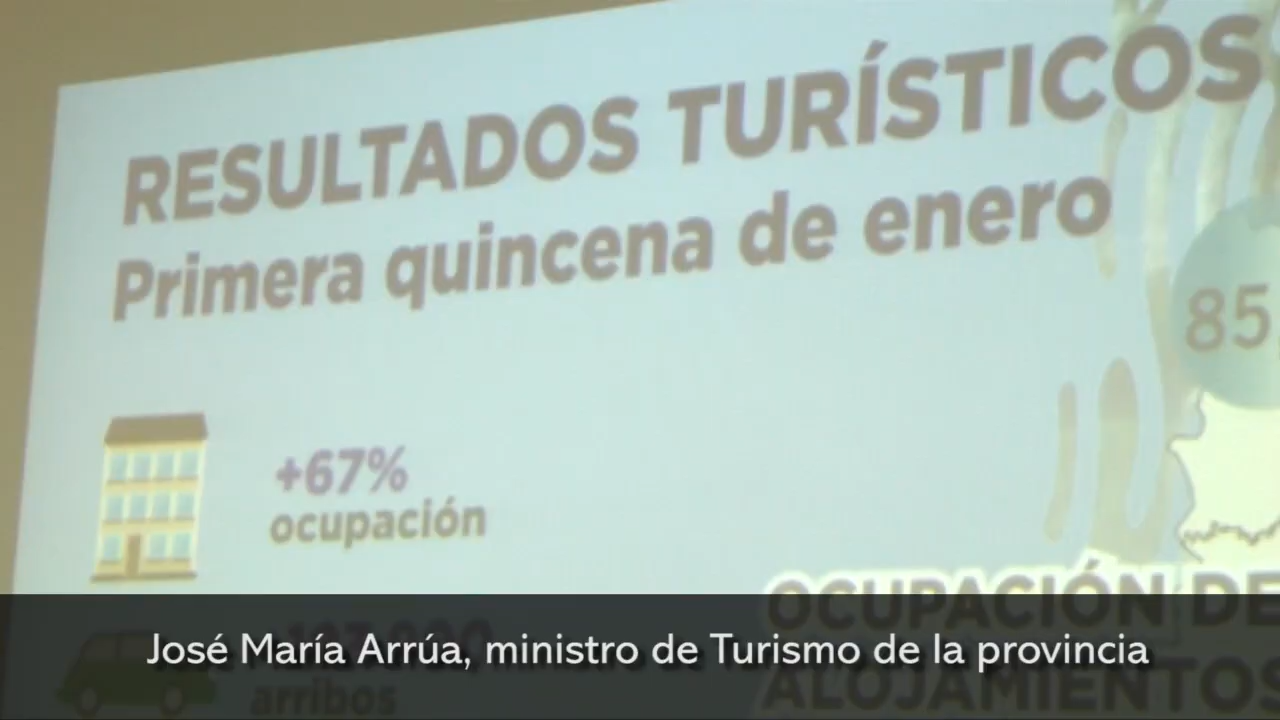 RESULTADOS TURÍSTICOS
Primera quincena de enero
85,
+67%
ocupación
OCUPACIÓN DE
ALOJAMIENTOS
arribos
José María Arrúa, ministro de Turismo de la provincia